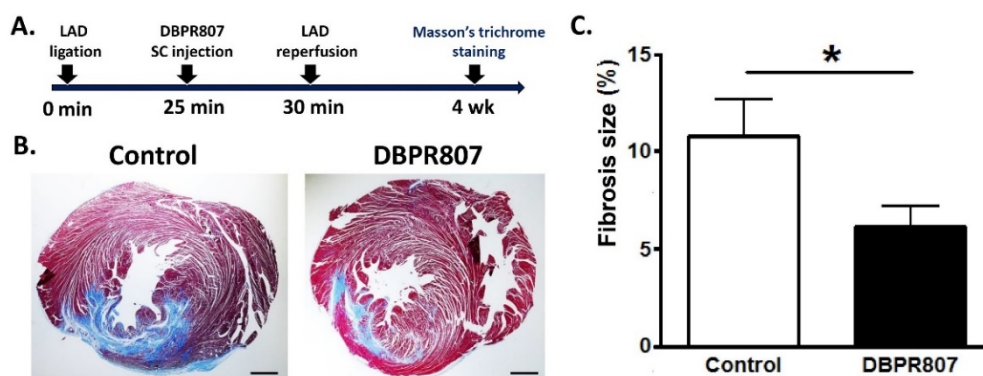 A.
LAD
ligation
DBPR807
SC injection
LAD
reperfusion
Masson's trichrome
staining
0 min
25 min
30 min
4 wk
B.
Control
DBPR807
C.
Fibrosis size (%)
15
10
5
0
*
Control
DBPR807